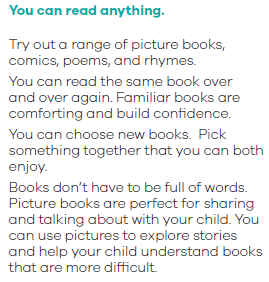 You can read anything.
Try out a range of picture books,
comics, poems, and rhymes.
You can read the same book over
and over again. Familiar books are
comforting and build confidence.
You can choose new books.  Pick
something together that you can both
enjoy.
Books don't have to be full of words.
Picture books are perfect for sharing
and talking about with your child. You
can use pictures to explore stories
and help your child understand books
that are more difficult.